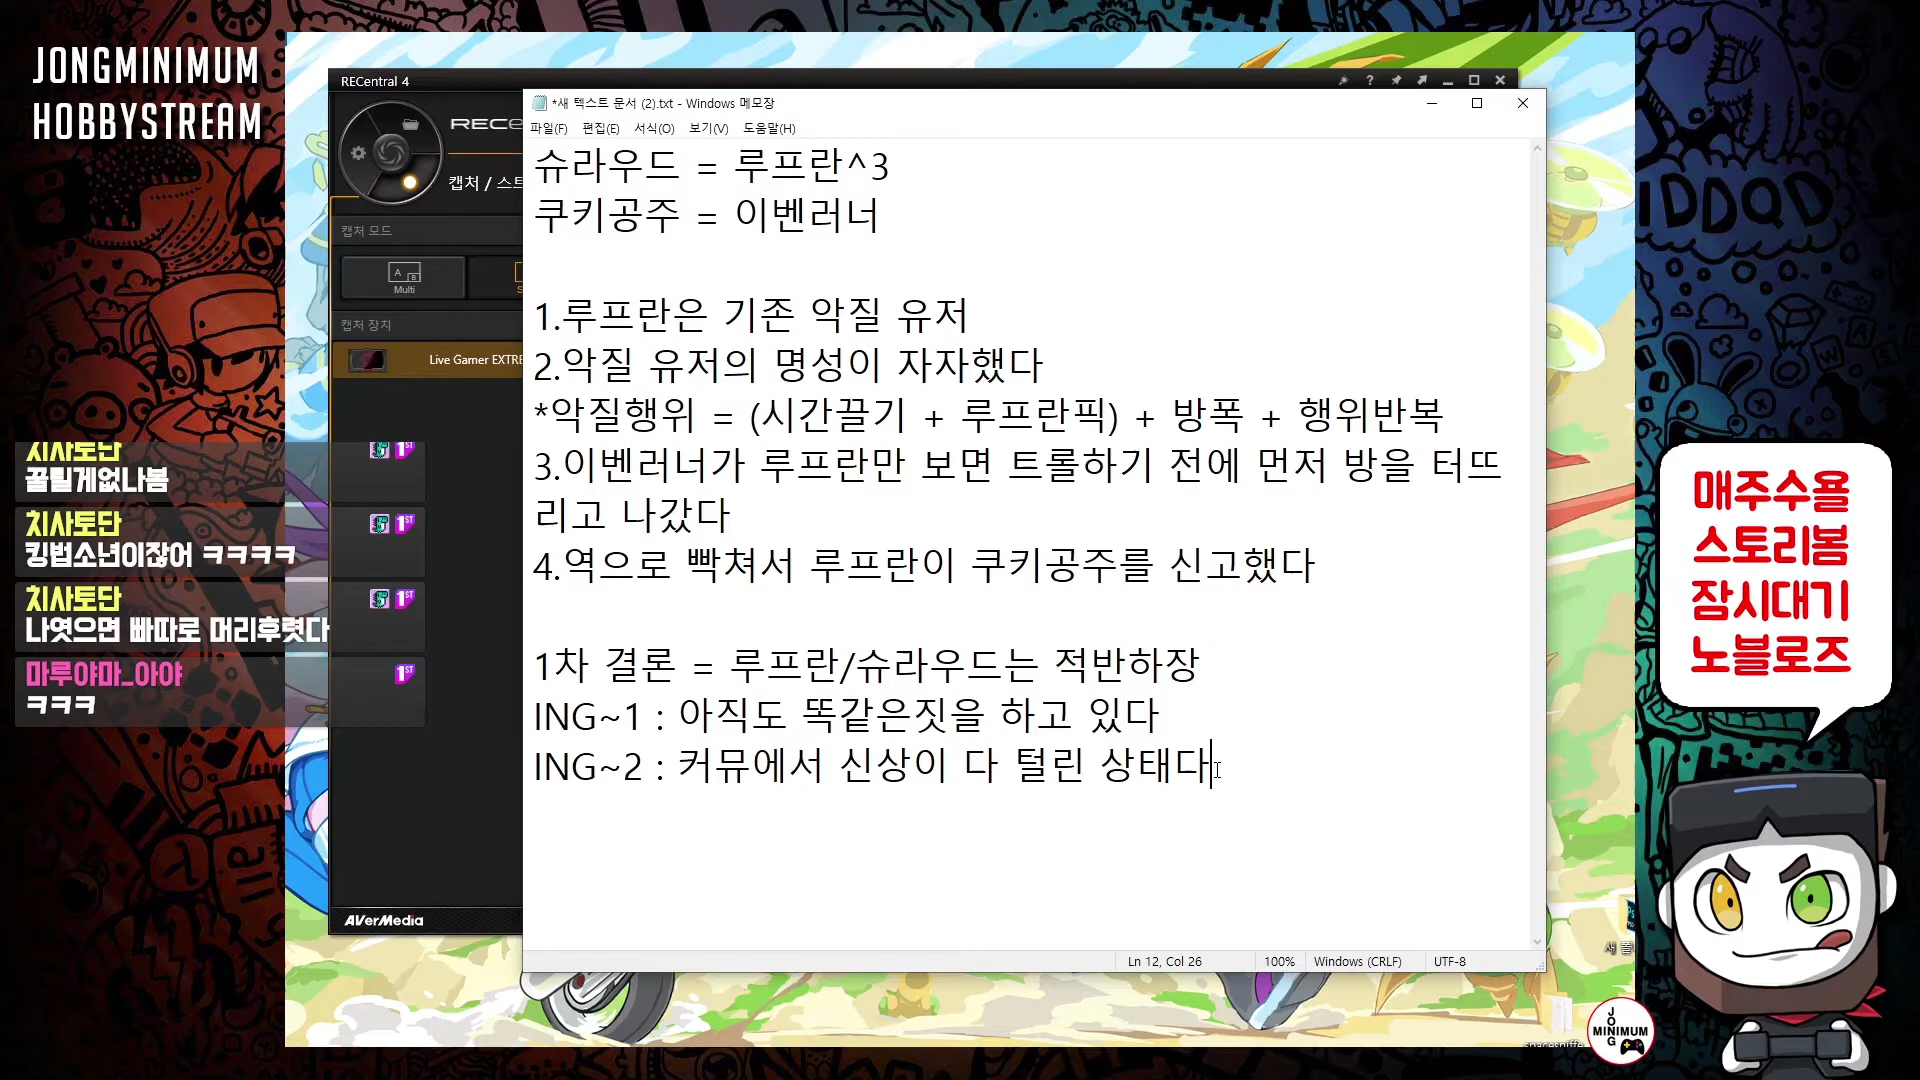 JONGMINIMUM
HOBBYSTREAM
RECentral 4
*새 텍스트 문서 (2).txt - Windows 메모장
파일(F) 편집(E) 서식(O) 보기(V) 도움말(H)
캡처 모드
Multi
캡처 장치
Live Gamer EXTRE
AVerMedia
슈라우드 = 루프란^3
쿠키공주 = 이벤러너
1.루프란은 기존 악질 유저
2.악질 유저의 명성이 자자했다
*악질행위 = (시간끌기 + 루프란픽) + 방폭 + 행위반복
3.이벤러너가 루프란만 보면 트롤하기 전에 먼저 방을 터뜨
리고 나갔다
4.역으로 빡쳐서 루프란이 쿠키공주를 신고했다
1차 결론 = 루프란/슈라우드는 적반하장
ING~1 : 아직도 똑같은짓을 하고 있다
ING~2 : 커뮤에서 신상이 다 털린 상태다
Ln 12, Col 26 100% Windows (CRLF) UTF-8
치사토단
꿀릴게없나봄
치사토단
킹법소년이잖어 ㅋㅋㅋㅋ
치사토단
나였으면 빠따로 머리후렸다
마루야마_아야
ㅋㅋㅋ
1ST
1ST
1ST
1ST
IDDQD
매주수욜
스토리봄
잠시대기
노블로즈
JONG
MINIMUM